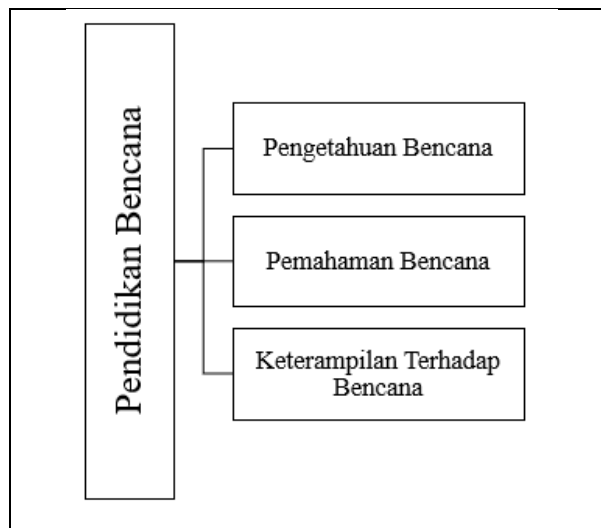 Pendidikan Bencana
Pengetahuan Bencana
Pemahaman Bencana
Keterampilan Terhadap
Bencana